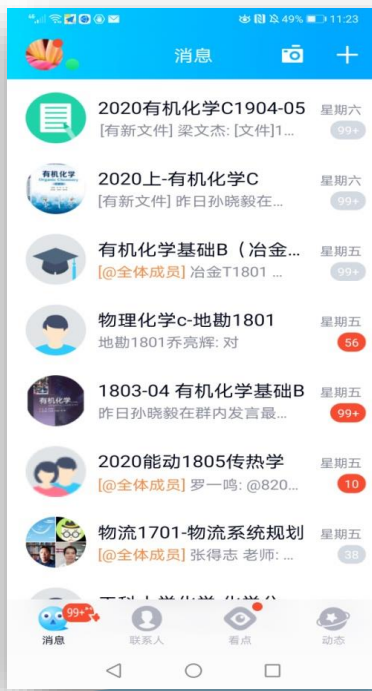 49% 11:23
消息
2020有机化学C1904-05 星期六
[有新文件] 梁文杰: [文件]1... 99+
有机化学
2020上-有机化学C 星期六
[有新文件] 昨日孙晓毅在... 99+
有机化学基础B（冶金... 星期五
[@全体成员] 冶金T1801 ... 99+
物理化学c-地勘1801 星期五
地勘1801乔亮辉: 对 56
有机化学
1803-04 有机化学基础B 星期五
昨日孙晓毅在群内发言最... 99+
2020能动1805传热学 星期五
[@全体成员] 罗一鸣: @820... 10
物流1701-物流系统规划 星期五
[@全体成员] 张得志 老师: ... 38
99+
消息 联系人 看点 动态